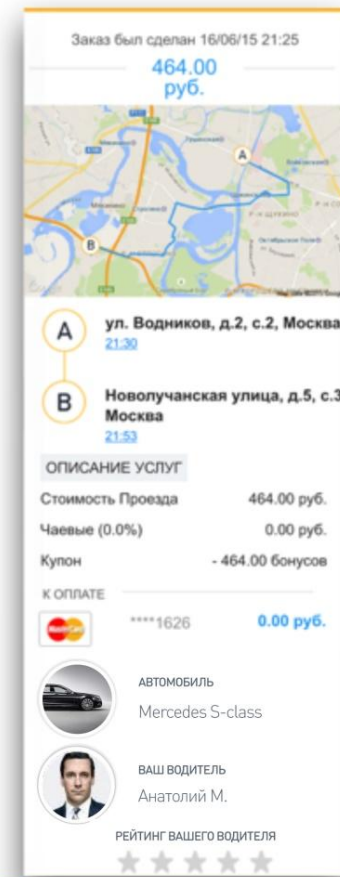 Заказ был сделан 16/06/15 21:25
464.00
руб.
A
B
A
ул. Водников, д.2, с.2, Москва
21:30
B
Новолучанская улица, д.5, с.3
Москва
21:53
ОПИСАНИЕ УСЛУГ
Стоимость Проезда 464.00 руб.
Чаевые (0.0%) 0.00 руб.
Купон - 464.00 бонусов
К ОПЛАТЕ
MasterCard ****1626 0.00 руб.
АВТОМОБИЛЬ
Mercedes S-class
ВАШ ВОДИТЕЛЬ
Анатолий М.
РЕЙТИНГ ВАШЕГО ВОДИТЕЛЯ